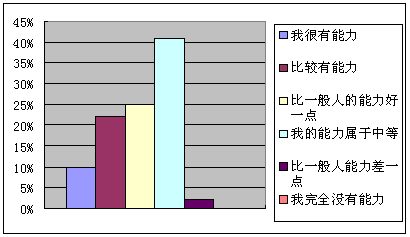 45%
40%
35%
30%
25%
20%
15%
10%
5%
0%
我很有能力
比较有能力
比一般人的能力好
一点
我的能力属于中等
比一般人能力差一
点
我完全没有能力